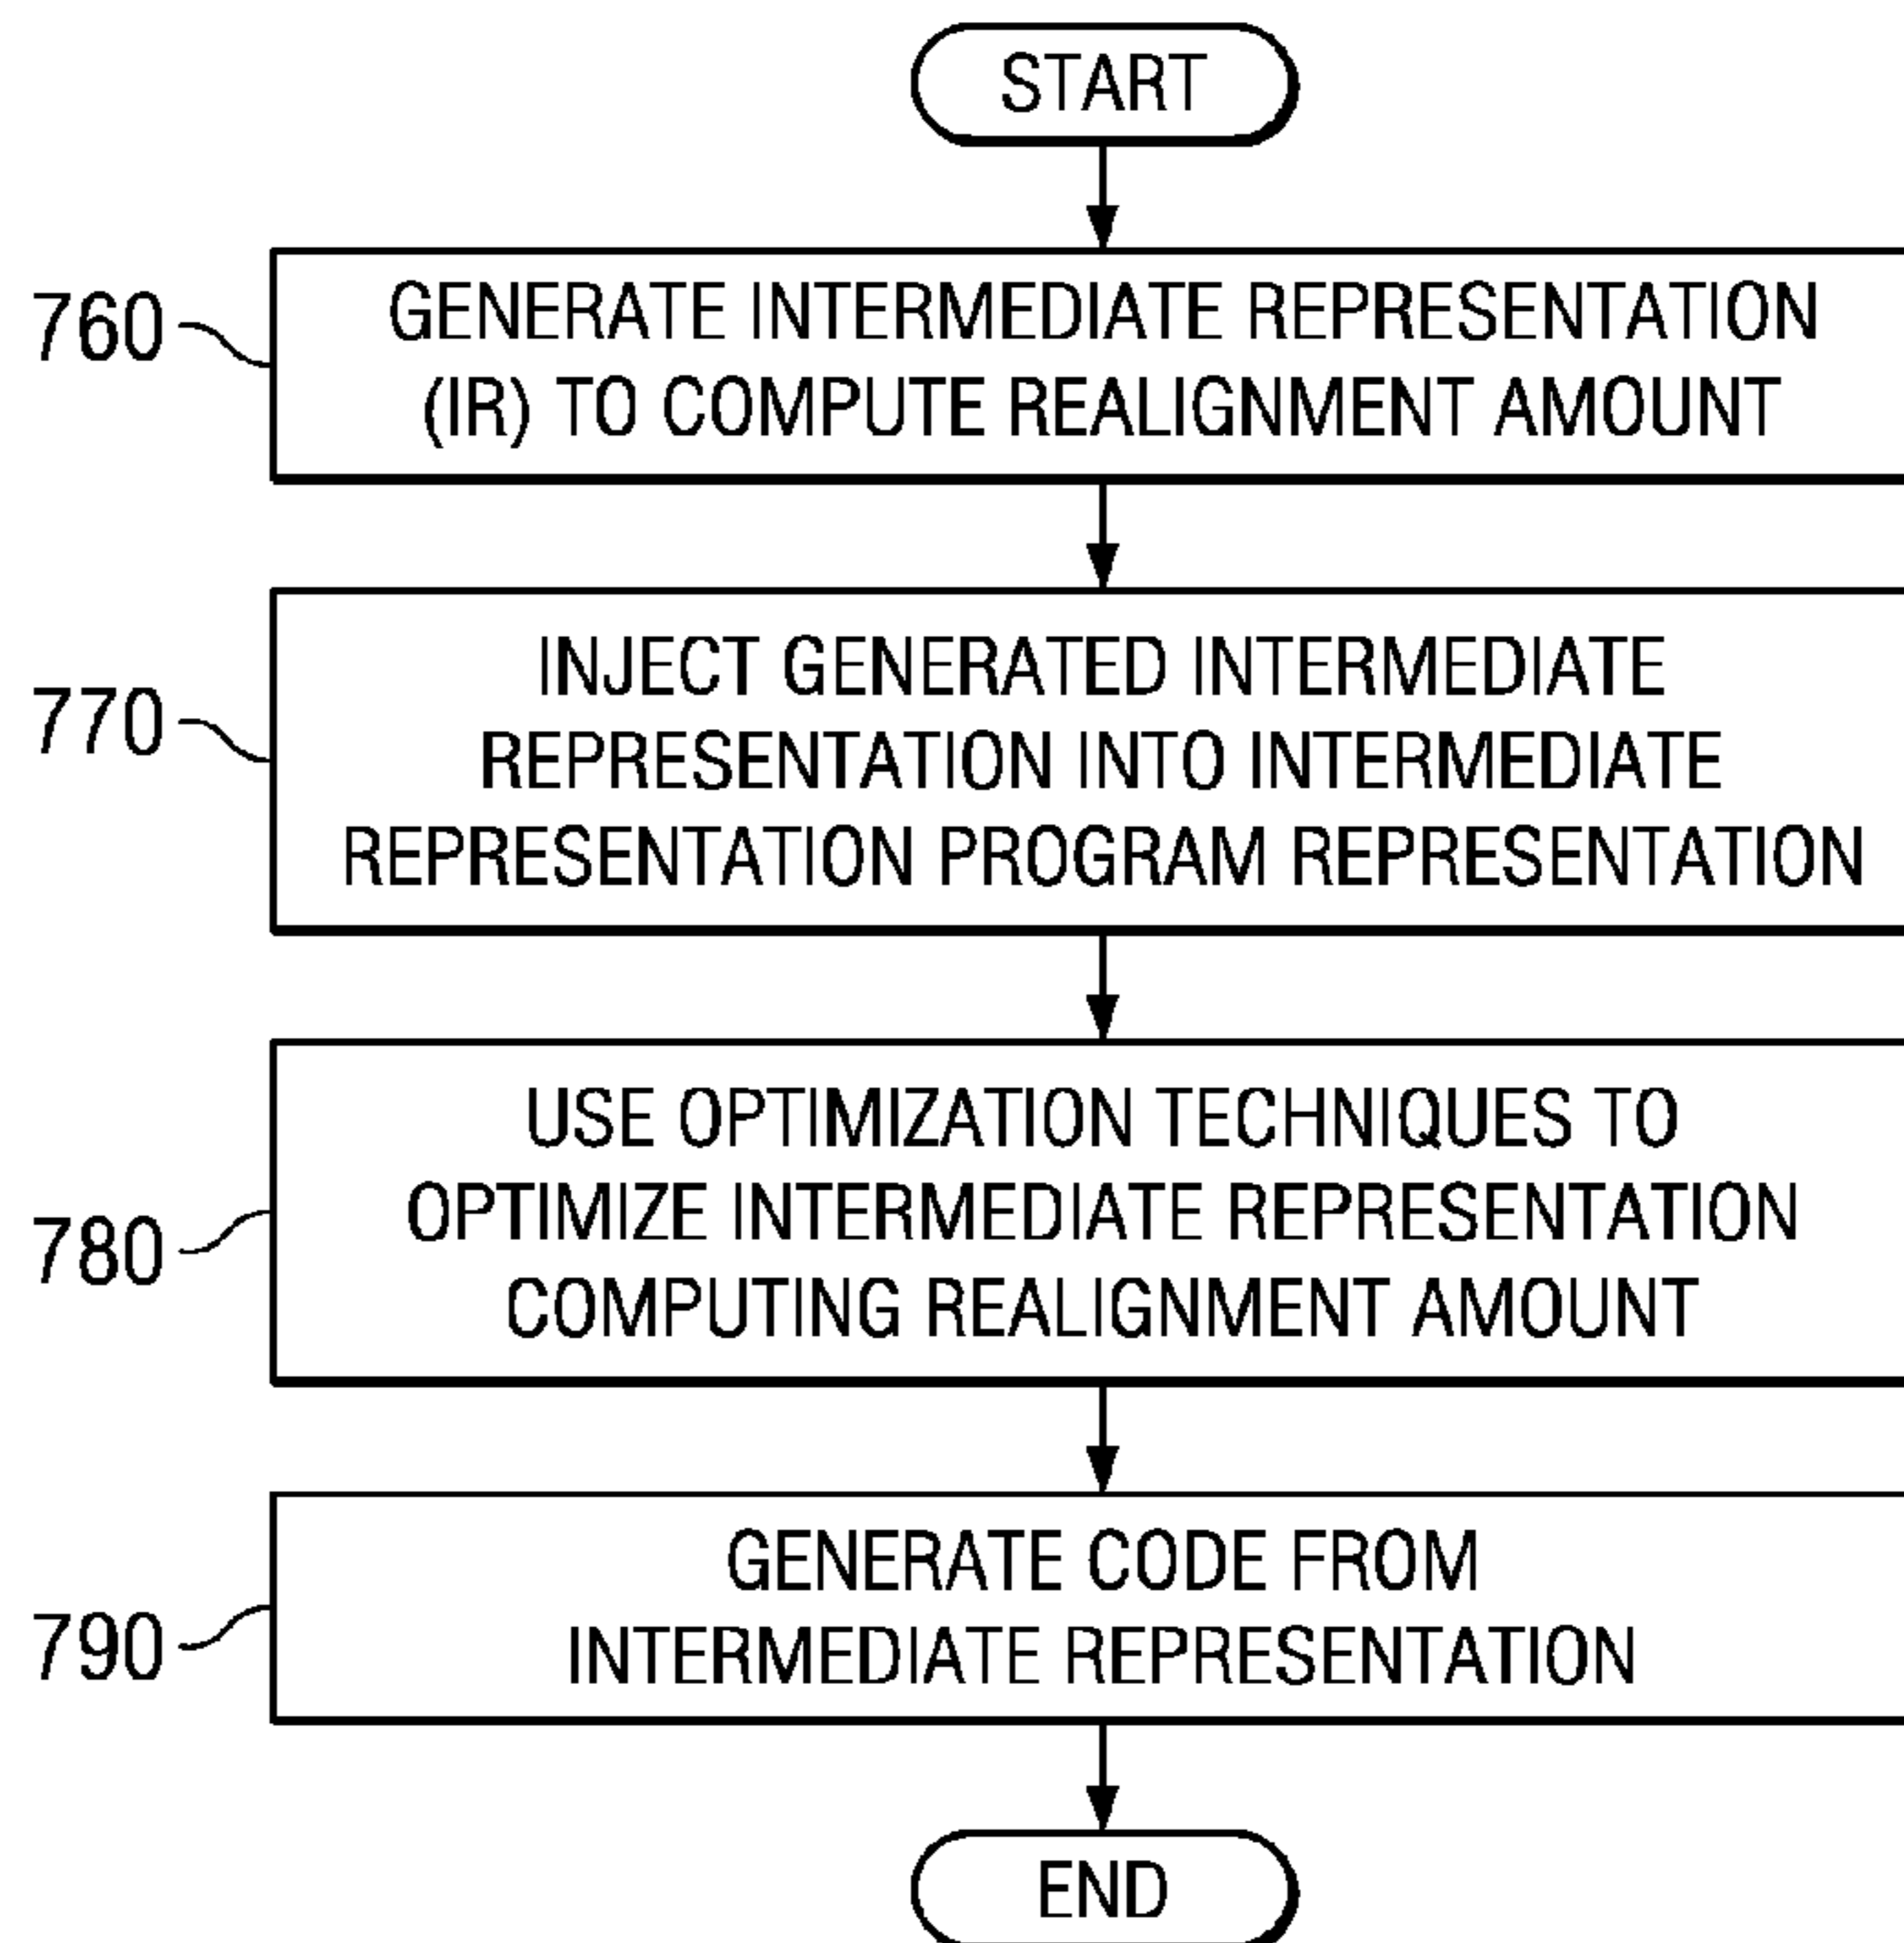 START
760
GENERATE INTERMEDIATE REPRESENTATION
(IR) TO COMPUTE REALIGNMENT AMOUNT
770
INJECT GENERATED INTERMEDIATE
REPRESENTATION INTO INTERMEDIATE
REPRESENTATION PROGRAM REPRESENTATION
780
USE OPTIMIZATION TECHNIQUES TO
OPTIMIZE INTERMEDIATE REPRESENTATION
COMPUTING REALIGNMENT AMOUNT
790
GENERATE CODE FROM
INTERMEDIATE REPRESENTATION
END